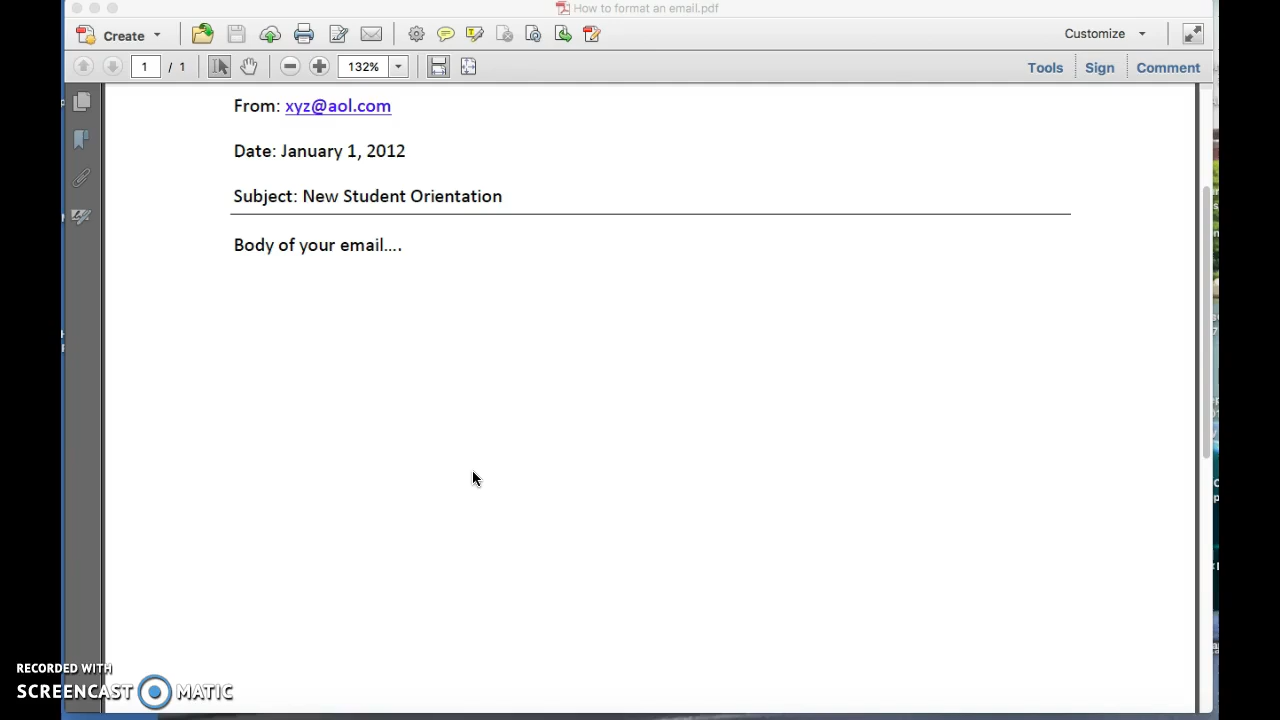 How to format an email.pdf
Create
Customize
1 / 1
132%
Tools Sign Comment
From: xyz@aol.com
Date: January 1, 2012
Subject: New Student Orientation
Body of your email....
RECORDED WITH
SCREENCAST MATIC